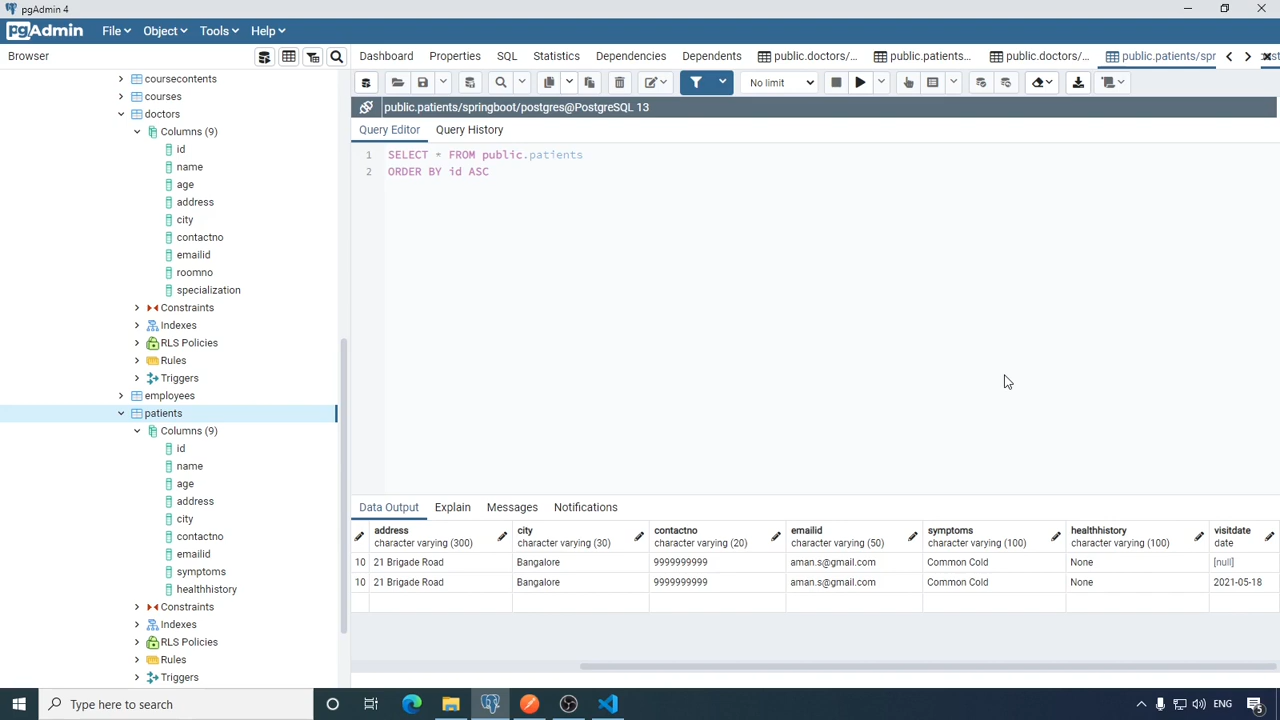 pgAdmin 4
pgAdmin File Object Tools Help
Browser
Dashboard Properties SQL Statistics Dependencies Dependents public.doctors/... public.patients... public.doctors/... public.patients/spr
No limit
public.patients/springboot/postgres@PostgreSQL 13
Query Editor Query History
1 SELECT * FROM public.patients
2 ORDER BY id ASC
coursecontents
courses
doctors
Columns (9)
id
name
age
address
city
contactno
emailid
roomno
specialization
Constraints
Indexes
RLS Policies
Rules
Triggers
employees
patients
Columns (9)
id
name
age
address
city
contactno
emailid
symptoms
healthhistory
Constraints
Indexes
RLS Policies
Rules
Triggers
Data Output Explain Messages Notifications
address city contactno emailid symptoms healthhistory visitdate
character varying (300) character varying (30) character varying (20) character varying (50) character varying (100) character varying (100) date
10 21 Brigade Road Bangalore 9999999999 aman.s@gmail.com Common Cold None [null]
10 21 Brigade Road Bangalore 9999999999 aman.s@gmail.com Common Cold None 2021-05-18
Type here to search
ENG
5